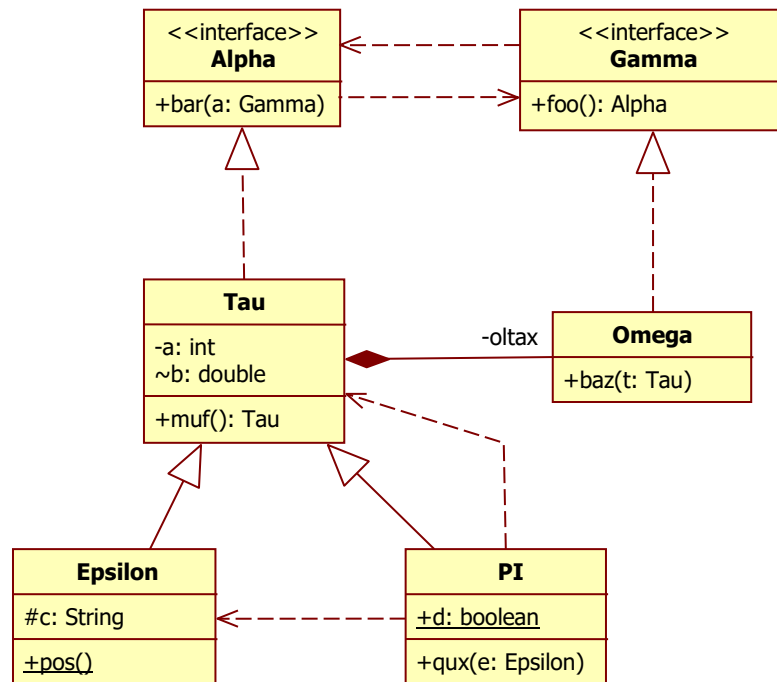 <<interface>>
Alpha
+bar(a: Gamma)
<<interface>>
Gamma
+foo(): Alpha
Tau
-a: int
~b: double
+muf(): Tau
-oltax
Omega
+baz(t: Tau)
Epsilon
#c: String
+pos()
PI
+d: boolean
+qux(e: Epsilon)